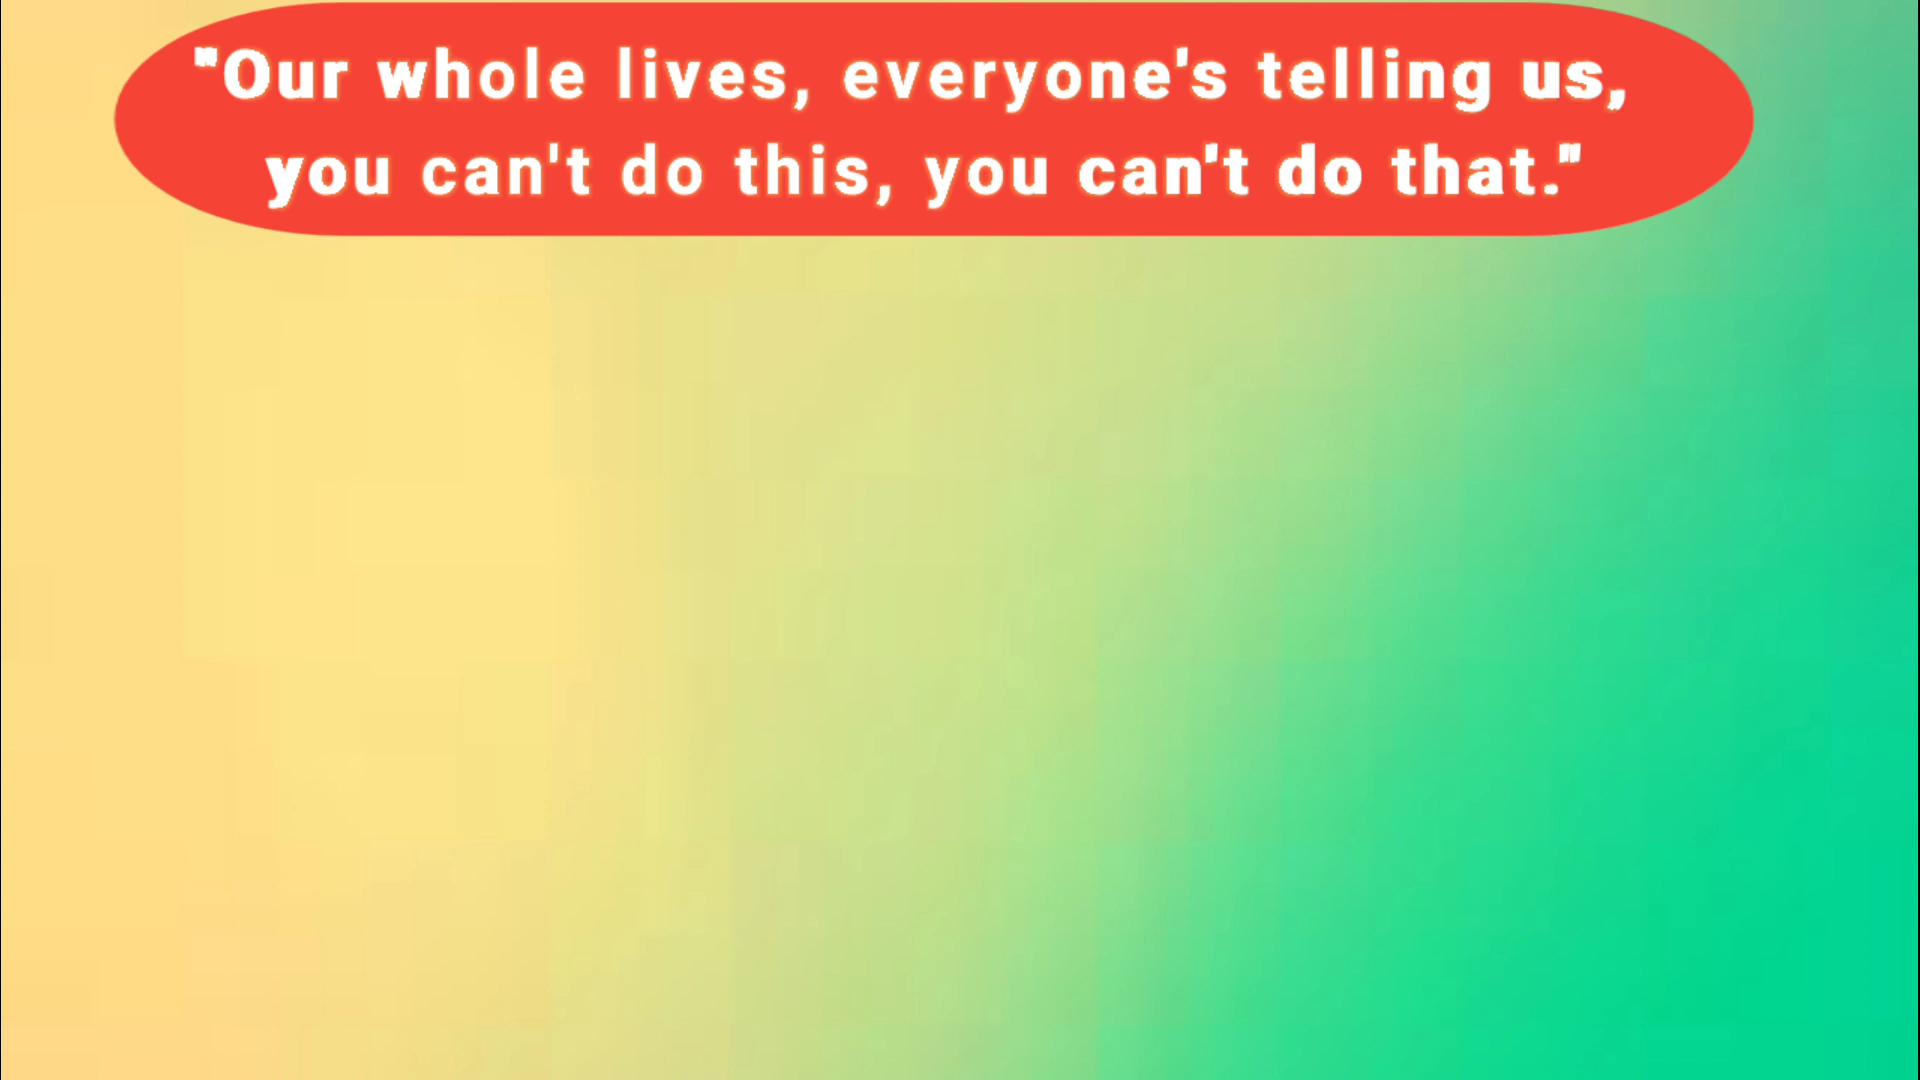 "Our whole lives, everyone's telling us,
you can't do this, you can't do that."